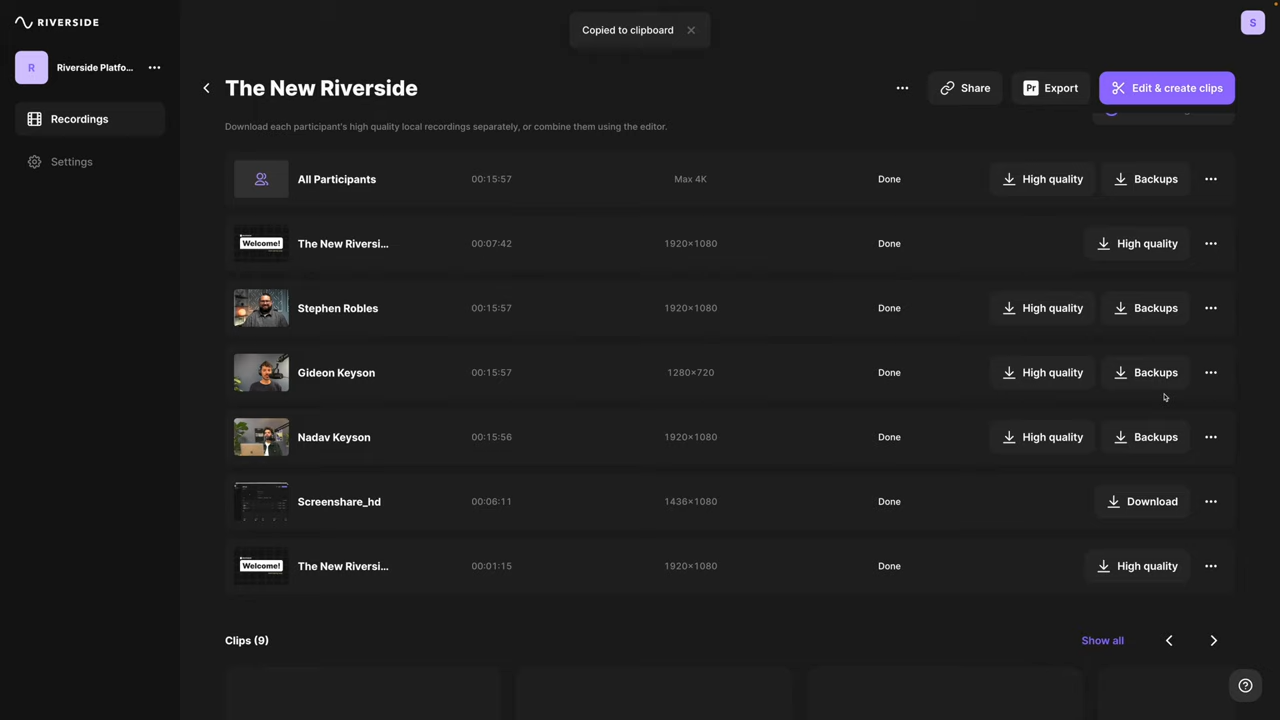 RIVERSIDE
Copied to clipboard
S
R
Riverside Platfo...
Recordings
Settings
The New Riverside
Share
Pr Export
Edit & create clips
Download each participant's high quality local recordings separately, or combine them using the editor.
All Participants 00:15:57 Max 4K Done High quality Backups
Welcome! The New Riversi... 00:07:42 1920×1080 Done High quality
Stephen Robles 00:15:57 1920×1080 Done High quality Backups
Gideon Keyson 00:15:57 1280×720 Done High quality Backups
Nadav Keyson 00:15:56 1920×1080 Done High quality Backups
Screenshare_hd 00:06:11 1436×1080 Done Download
Welcome! The New Riversi... 00:01:15 1920×1080 Done High quality
Clips (9)
Show all